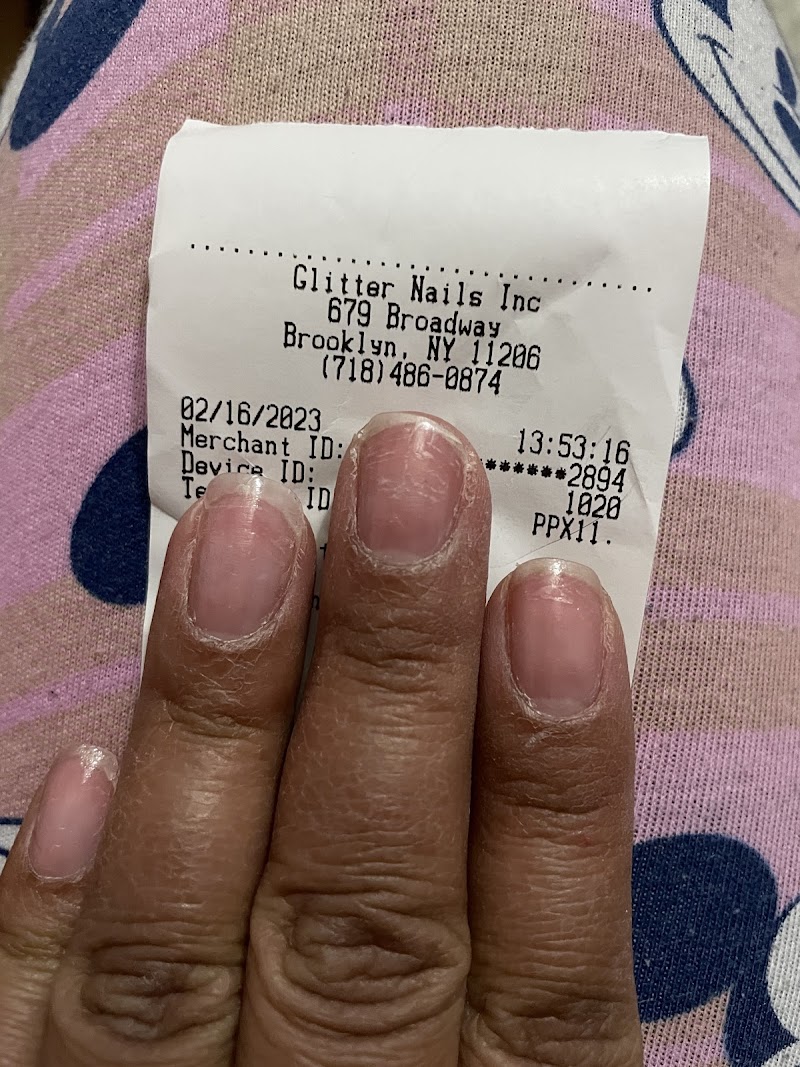 Glitter Nails Inc
679 Broadway
Brooklyn, NY 11206
(718)486-0874
02/16/2023 13:53:16
Merchant ID: ******2894
Device ID: 1020
ID PPX11.